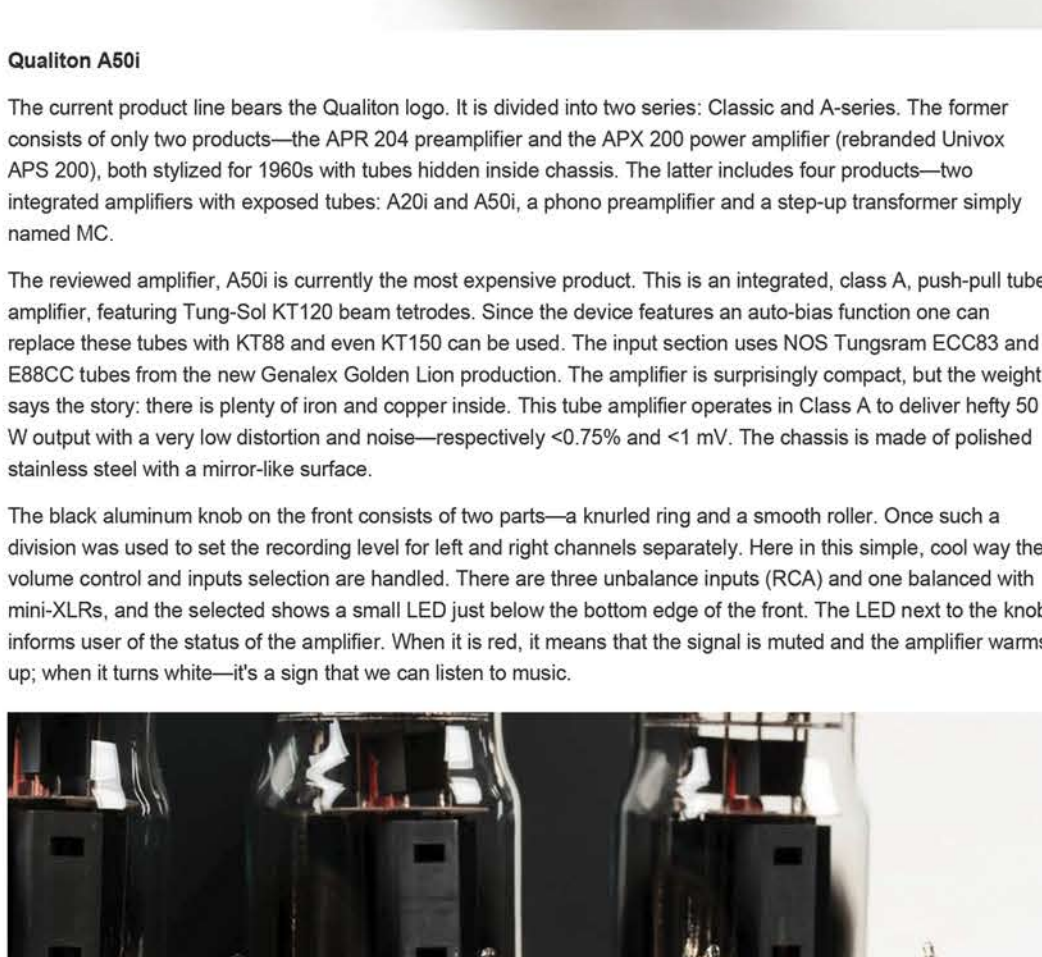 Qualiton A50i
The current product line bears the Qualiton logo. It is divided into two series: Classic and A-series. The former
consists of only two products—the APR 204 preamplifier and the APX 200 power amplifier (rebranded Univox
APS 200), both stylized for 1960s with tubes hidden inside chassis. The latter includes four products—two
integrated amplifiers with exposed tubes: A20i and A50i, a phono preamplifier and a step-up transformer simply
named MC.
The reviewed amplifier, A50i is currently the most expensive product. This is an integrated, class A, push-pull tube
amplifier, featuring Tung-Sol KT120 beam tetrodes. Since the device features an auto-bias function one can
replace these tubes with KT88 and even KT150 can be used. The input section uses NOS Tungsram ECC83 and
E88CC tubes from the new Genalex Golden Lion production. The amplifier is surprisingly compact, but the weight
says the story: there is plenty of iron and copper inside. This tube amplifier operates in Class A to deliver hefty 50
W output with a very low distortion and noise—respectively <0.75% and <1 mV. The chassis is made of polished
stainless steel with a mirror-like surface.
The black aluminum knob on the front consists of two parts—a knurled ring and a smooth roller. Once such a
division was used to set the recording level for left and right channels separately. Here in this simple, cool way the
volume control and inputs selection are handled. There are three unbalance inputs (RCA) and one balanced with
mini-XLRs, and the selected shows a small LED just below the bottom edge of the front. The LED next to the knob
informs user of the status of the amplifier. When it is red, it means that the signal is muted and the amplifier warms
up; when it turns white—it's a sign that we can listen to music.